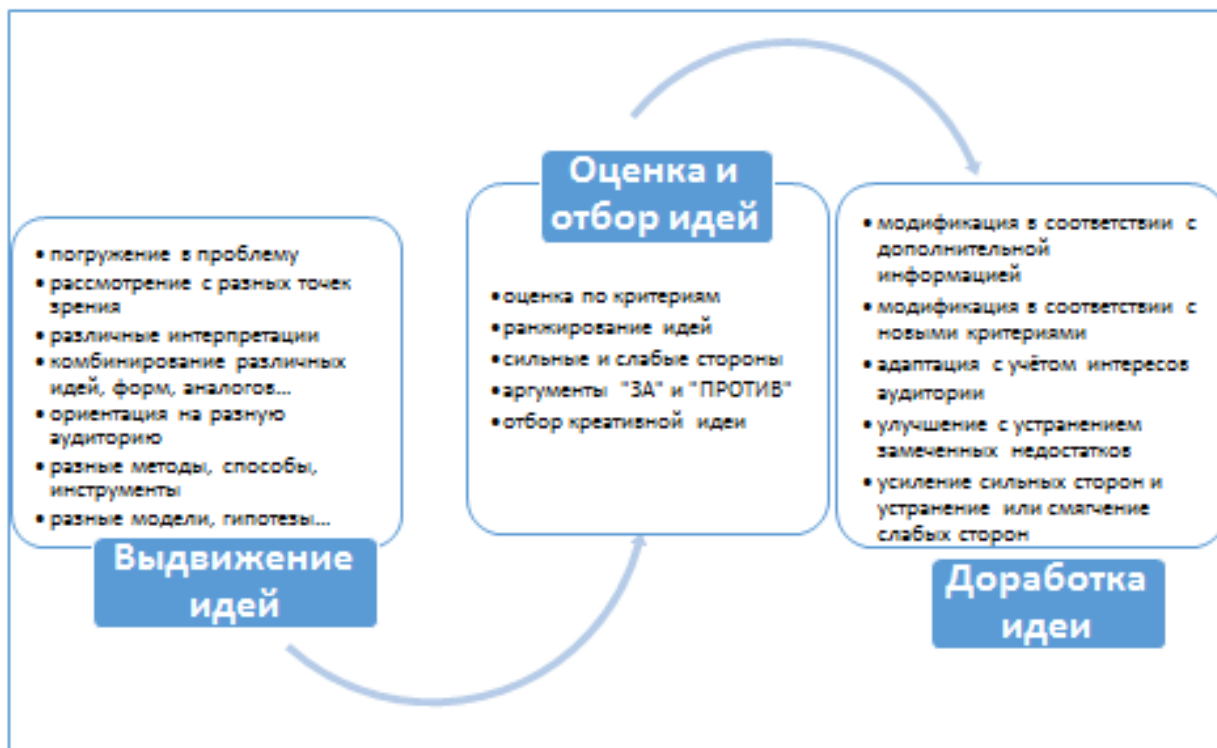 • погружение в проблему
• рассмотрение с разных точек
зрения
• различные интерпретации
• комбинирование различных
идей, форм, аналогов...
• ориентация на разную
аудиторию
• разные методы, способы,
инструменты
• разные модели, гипотезы...
Выдвижение
идей
Оценка и
отбор идей
• оценка по критериям
• ранжирование идей
• сильные и слабые стороны
• аргументы "ЗА" и "ПРОТИВ"
• отбор креативной идеи
• модификация в соответствии с
дополнительной
информацией
• модификация в соответствии с
новыми критериями
• адаптация с учётом интересов
аудитории
• улучшение с устранением
замеченных недостатков
• усиление сильных сторон и
устранение или смягчение
слабых сторон
Доработка
идеи